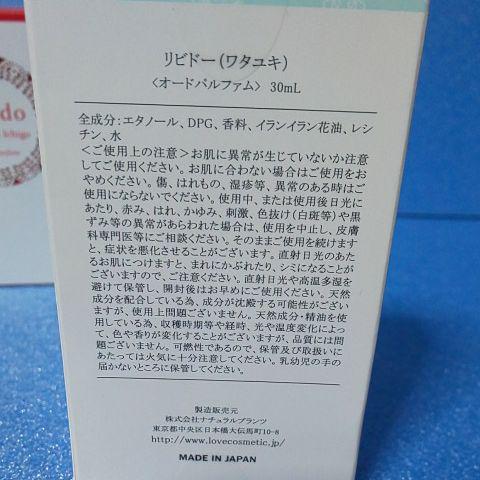 リビドー(ワタユキ)
〈オードパルファム〉 30mL
全成分:エタノール、DPG、香料、イランイラン花油、レシ
チン、水
＜ご使用上の注意＞お肌に異常が生じていないか注意
してご使用ください。お肌に合わない場合はご使用をお
やめください。傷、はれもの、湿疹等、異常のある時はご
使用にならないでください。使用中、または使用後日光に
あたり、赤み、はれ、かゆみ、刺激、色抜け(白斑等)や黒
ずみ等の異常があらわれた場合は、使用を中止し、皮膚
科専門医等にご相談ください。そのまま使用を続けます
と、症状を悪化させることがございます。直射日光のあた
るお肌につけますと、まれにかぶれたり、シミになることが
ございますので、ご注意ください。直射日光や高温多湿を
避けて保管し、開封後はお早めにご使用ください。天然
成分を配合している為、成分が沈殿する可能性がござい
ますが、使用上問題ございません。天然成分・精油を使
用している為、収穫時期等や経時、光や温度変化によっ
て、色や香りが変化することがございますが、品質には問
題ございません。可燃性であるので、保管及び取扱いに
あたっては火気に十分注意してください。乳幼児の手の
届かないところに保管してください。
製造販売元
株式会社ナチュラルプランツ
東京都中央区日本橋大伝馬町10-8
http://www.lovecosmetic.jp/
MADE IN JAPAN
do
Ichigo